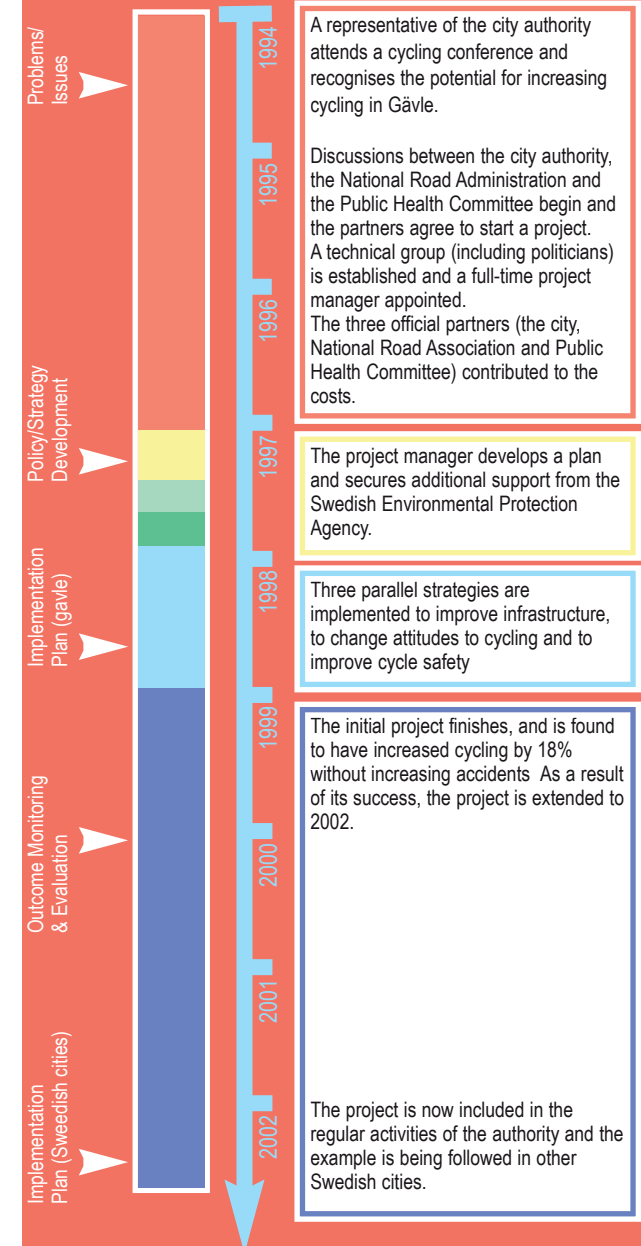 Problems/
Issues
Policy/Strategy
Development
Implementation
Plan (gavle)
Outcome Monitoring
& Evaluation
Implementation
Plan (Sweedish cities)
1994
1995
1996
1997
1998
1999
2000
2001
2002
A representative of the city authority
attends a cycling conference and
recognises the potential for increasing
cycling in Gävle.
Discussions between the city authority,
the National Road Administration and
the Public Health Committee begin and
the partners agree to start a project.
A technical group (including politicians)
is established and a full-time project
manager appointed.
The three official partners (the city,
National Road Association and Public
Health Committee) contributed to the
costs.
The project manager develops a plan
and secures additional support from the
Swedish Environmental Protection
Agency.
Three parallel strategies are
implemented to improve infrastructure,
to change attitudes to cycling and to
improve cycle safety
The initial project finishes, and is found
to have increased cycling by 18%
without increasing accidents  As a result
of its success, the project is extended to
2002.
The project is now included in the
regular activities of the authority and the
example is being followed in other
Swedish cities.